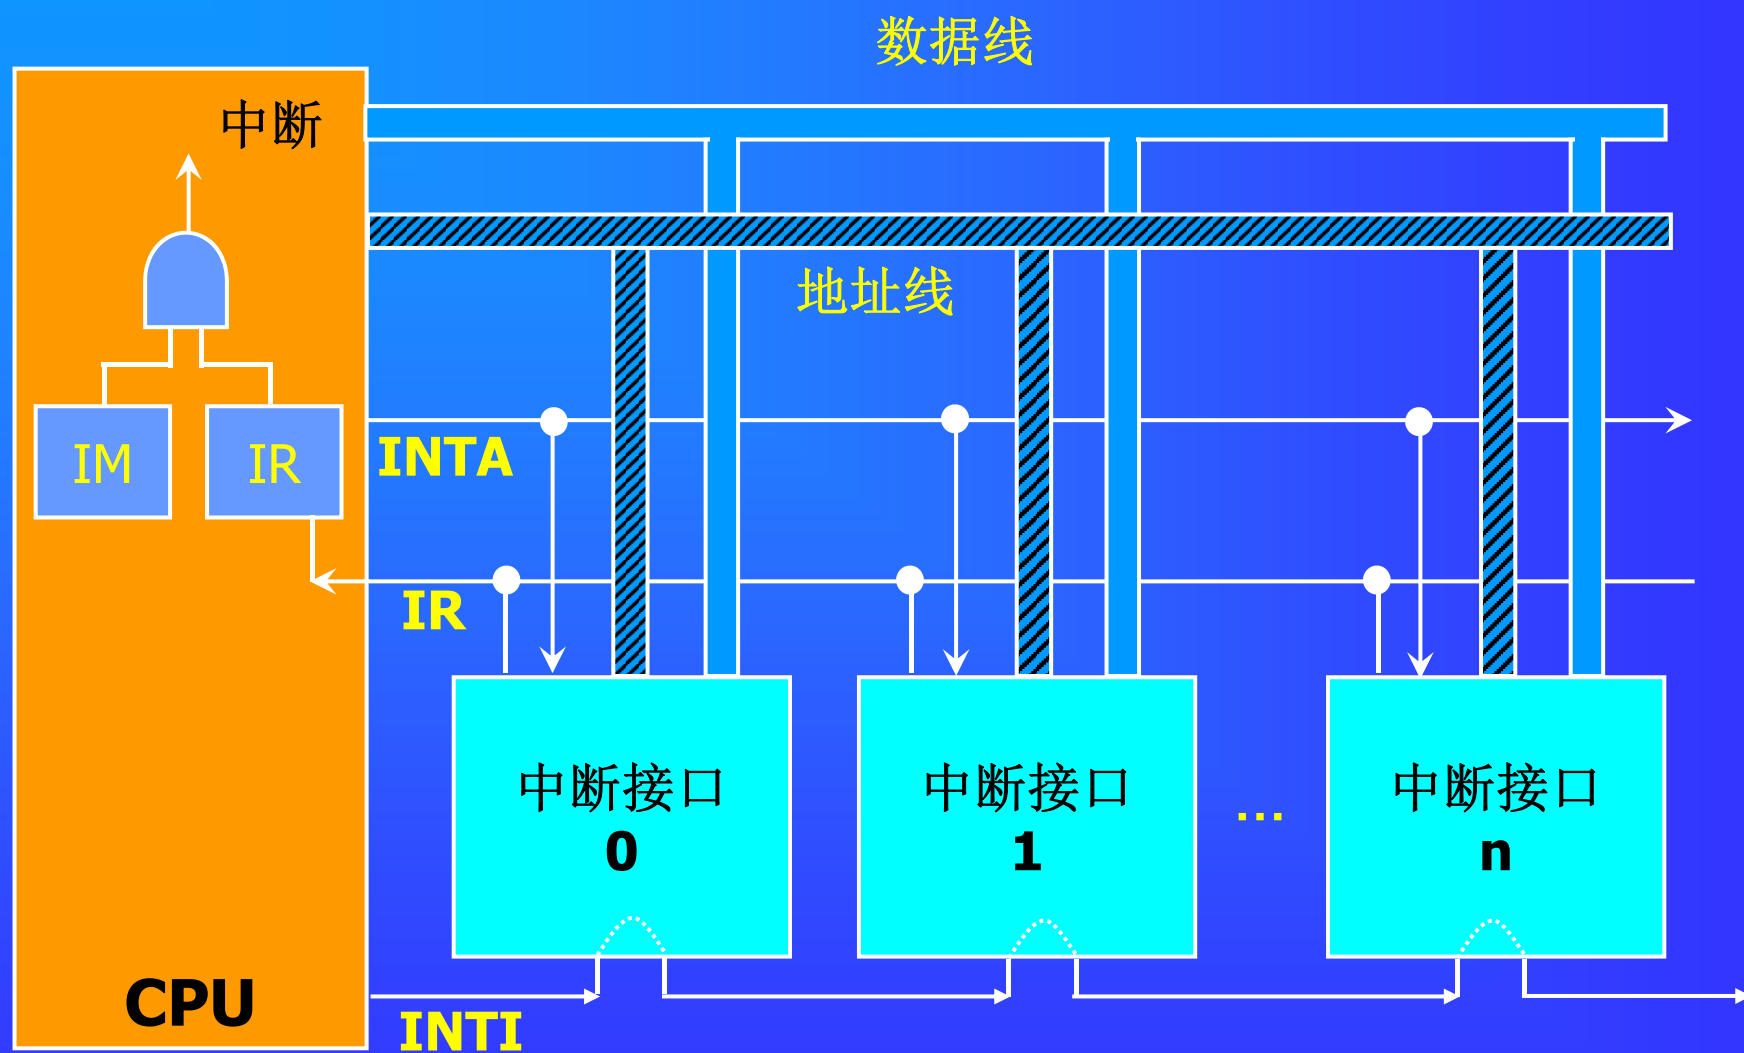 数据线
中断
地址线
IM
IR
INTA
IR
中断接口
0
中断接口
1
...
中断接口
n
CPU
INTI